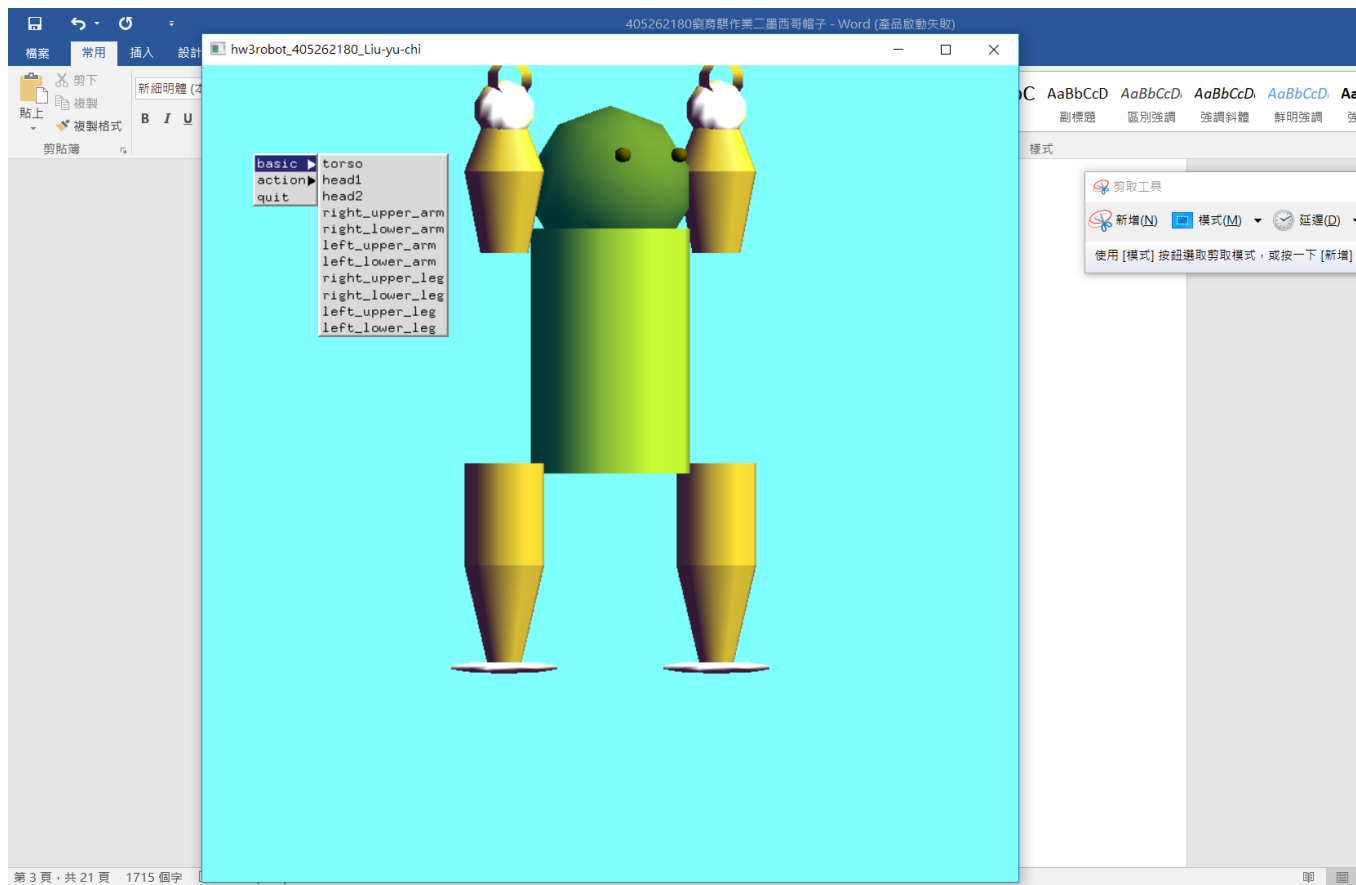 405262180劉育騏作業二墨西哥帽子 - Word (產品啟動失敗)
檔案 常用 插入 設計
hw3robot_405262180_Liu-yu-chi
貼上
剪下
複製
複製格式
剪貼簿
新細明體 (本
B I U
AaBbCcD AaBbCcD AaBbCcD AaBbCcD
副標題 區別強調 強調斜體 鮮明強調
樣式
basic
action
quit
torso
head1
head2
right_upper_arm
right_lower_arm
left_upper_arm
left_lower_arm
right_upper_leg
right_lower_leg
left_upper_leg
left_lower_leg
剪取工具
新增(N) 模式(M) 延遲(D)
使用 [模式] 按鈕選取剪取模式，或按一下 [新增]
第 3 頁，共 21 頁 1715 個字